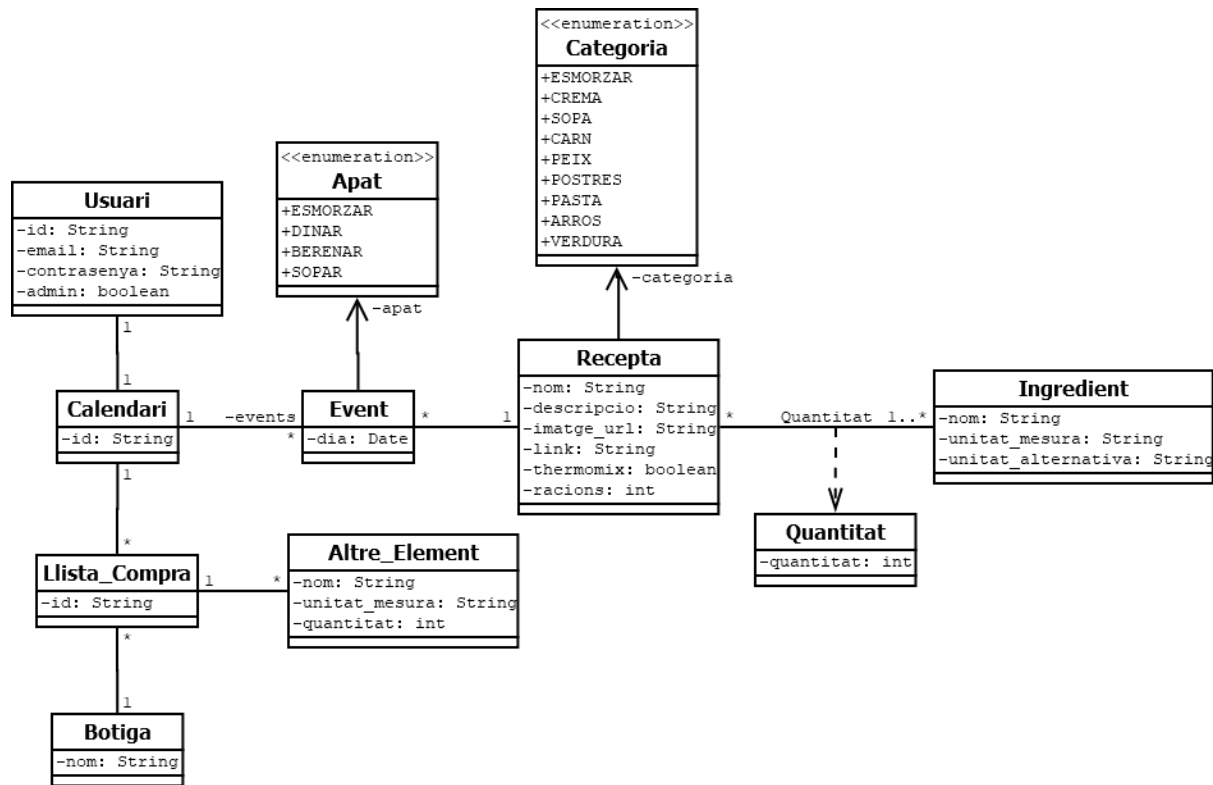 <<enumeration>>
Categoria
+ESMORZAR
+CREMA
+SOPA
+CARN
+PEIX
+POSTRES
+PASTA
+ARROS
+VERDURA
<<enumeration>>
Apat
+ESMORZAR
+DINAR
+BERENAR
+SOPAR
Usuari
-id: String
-email: String
-contrasenya: String
-admin: boolean
-categoria
-apat
1
1
Calendari
-id: String
1
-events
*
Event
-dia: Date
*
1
Recepta
-nom: String
-descripcio: String
-imatge_url: String
-link: String
-thermomix: boolean
-racions: int
*
Quantitat
1..*
Ingredient
-nom: String
-unitat_mesura: String
-unitat_alternativa: String
Quantitat
-quantitat: int
1
*
Llista_Compra
-id: String
1
*
Altre_Element
-nom: String
-unitat_mesura: String
-quantitat: int
*
1
Botiga
-nom: String